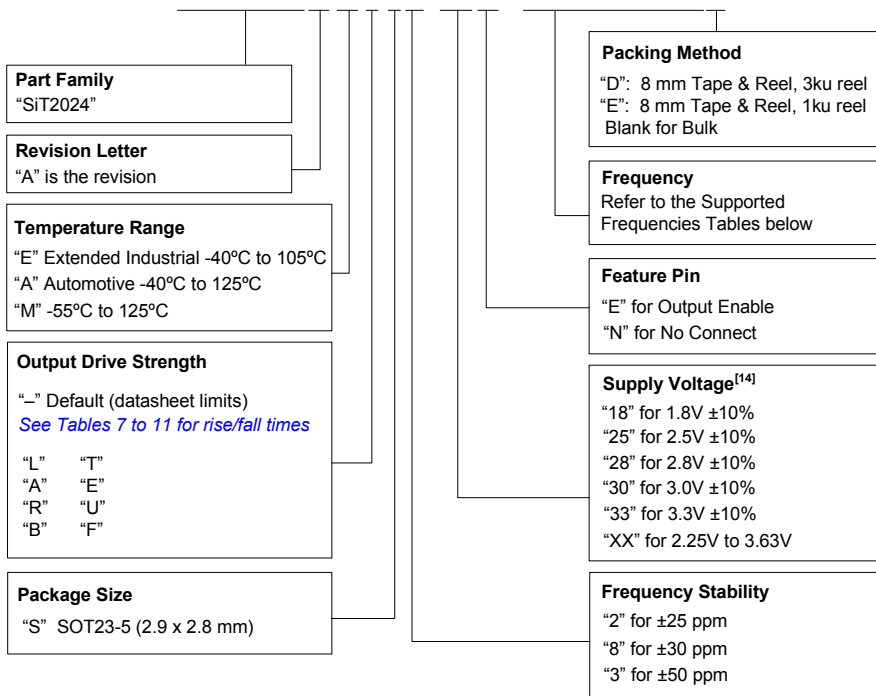 Part Family
“SiT2024”
Revision Letter
“A” is the revision
Temperature Range
“E” Extended Industrial -40ºC to 105ºC
“A” Automotive -40ºC to 125ºC
“M” -55ºC to 125ºC
Output Drive Strength
“–” Default (datasheet limits)
See Tables 7 to 11 for rise/fall times
“L” “T”
“A” “E”
“R” “U”
“B” “F”
Package Size
“S” SOT23-5 (2.9 x 2.8 mm)
Packing Method
“D”: 8 mm Tape & Reel, 3ku reel
“E”: 8 mm Tape & Reel, 1ku reel
Blank for Bulk
Frequency
Refer to the Supported
Frequencies Tables below
Feature Pin
“E” for Output Enable
“N” for No Connect
Supply Voltage[14]
“18” for 1.8V ±10%
“25” for 2.5V ±10%
“28” for 2.8V ±10%
“30” for 3.0V ±10%
“33” for 3.3V ±10%
“XX” for 2.25V to 3.63V
Frequency Stability
“2” for ±25 ppm
“8” for ±30 ppm
“3” for ±50 ppm